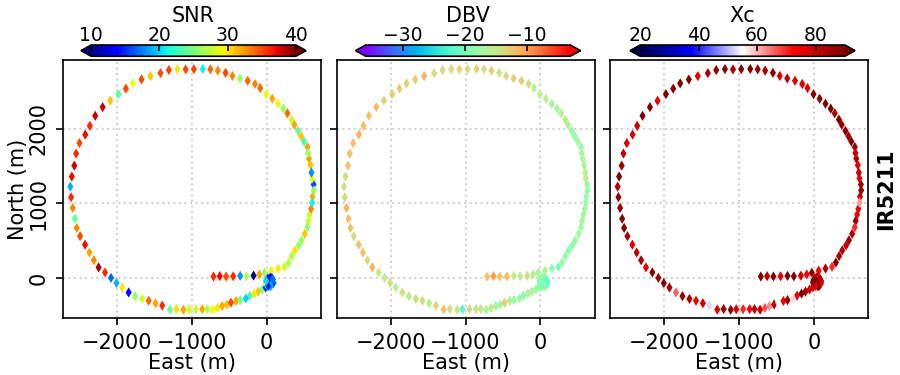 SNR DBV Xc
10 20 30 40 −30 −20 −10 20 40 60 80
2000
1000
0
North (m)
IR5211
−2000 −1000 0 −2000 −1000 0 −2000 −1000 0
East (m) East (m) East (m)